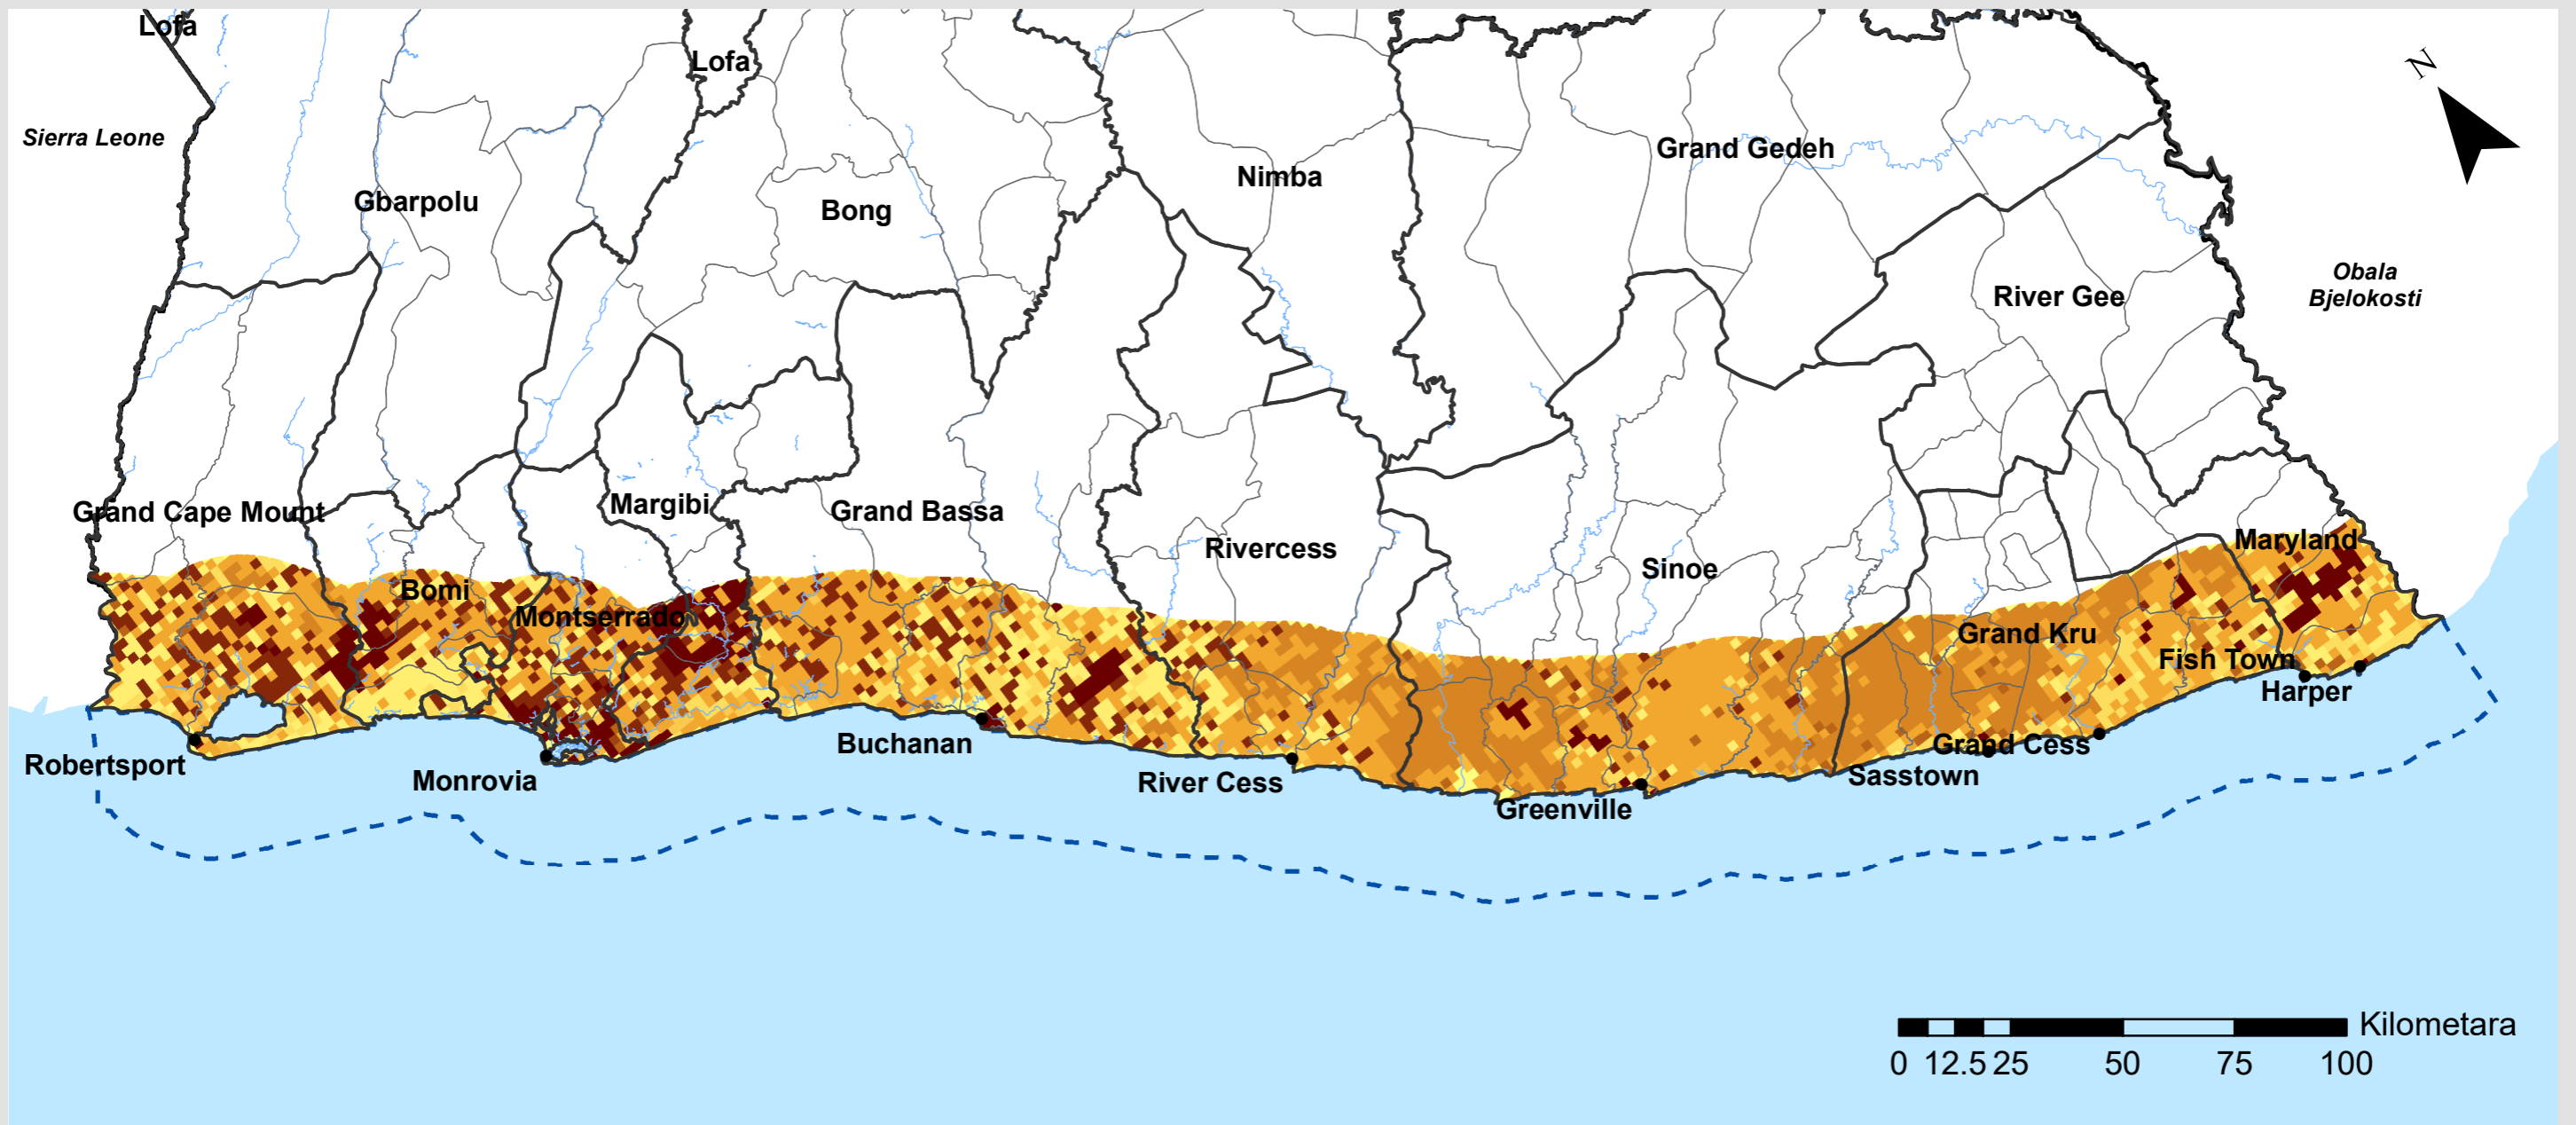 Lofa
Lofa
N
Sierra Leone
Grand Gedeh
Nimba
Gbarpolu
Bong
Obala
Bjelokosti
River Gee
Margibi
Grand Cape Mount
Grand Bassa
Maryland
Rivercess
Sinoe
Bomi
Montserrado
Grand Kru
Fish Town
Harper
Buchanan
Grand Cess
Robertsport
Monrovia
River Cess
Sasstown
Greenville
Kilometara
0 12.5 25 50 75 100